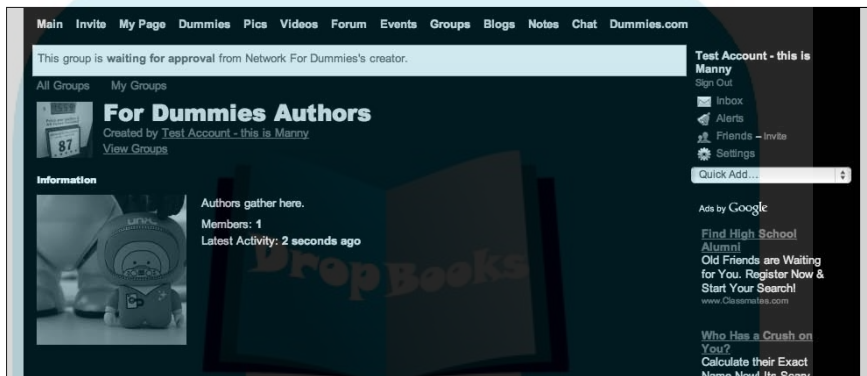 Main Invite My Page Dummies Pics Videos Forum Events Groups Blogs Notes Chat Dummies.com
This group is waiting for approval from Network For Dummies's creator.
All Groups My Groups
For Dummies Authors
Created by Test Account - this is Manny
View Groups
87
Information
Authors gather here.
Members: 1
Latest Activity: 2 seconds ago
DropBooks
Test Account - this is
Manny
Sign Out
Inbox
Alerts
Friends – Invite
Settings
Quick Add...
Ads by Google
Find High School
Alumni
Old Friends are Waiting
for You. Register Now &
Start Your Search!
www.Classmates.com
Who Has a Crush on
You?
Calculate their Exact
Name Now! Its Scary